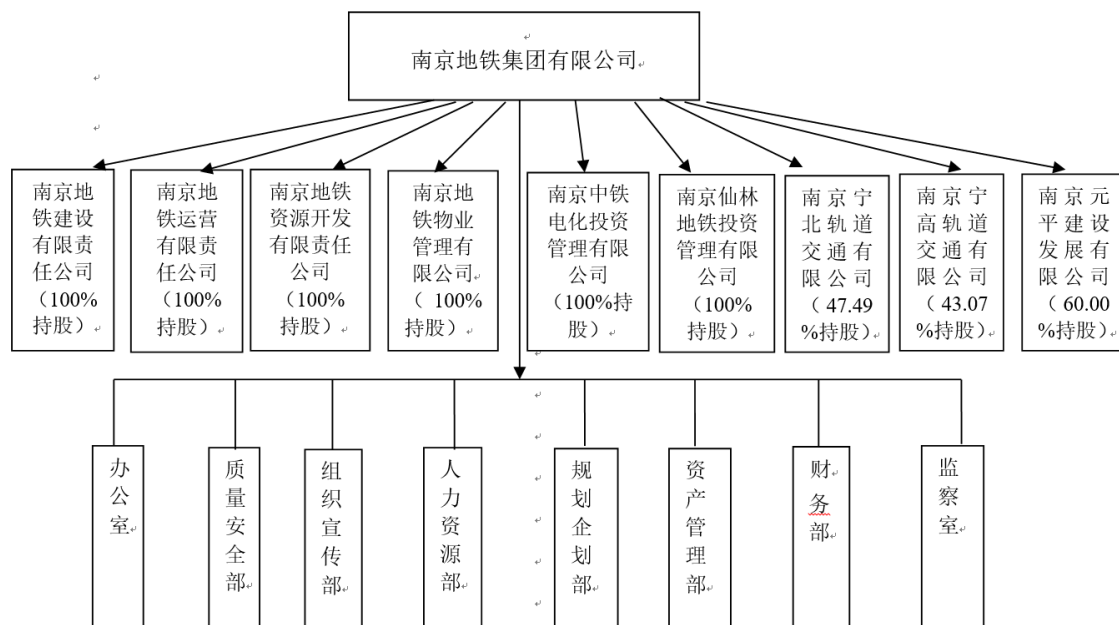 南京地铁集团有限公司
南京地
铁建设
有限责
任公司
（100%
持股）
南京地
铁运营
有限责
任公司
（100%
持股）
南京地铁
资源开发
有限责任
公司
（100%
持股）
南京地
铁物业
管理有
限公司
（ 100%
持股）
南京中铁
电化投资
管理有限
公司
（100%持
股）
南京仙林
地铁投资
管理有限
公司
（100%
持股）
南京宁
北轨道
交通有
限公司
（47.49
%持股）
南京宁
高轨道
交通有
限公司
（43.07
%持股）
南京元
平建设
发展有
限公司
（60.00
%持股）
办公室
质量安全部
组织宣传部
人力资源部
规划企划部
资产管理部
财务部
监察室